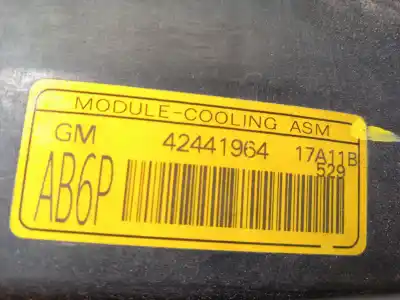 MODULE-COOLING ASM
GM 42441964 17A11B
529
AB6P